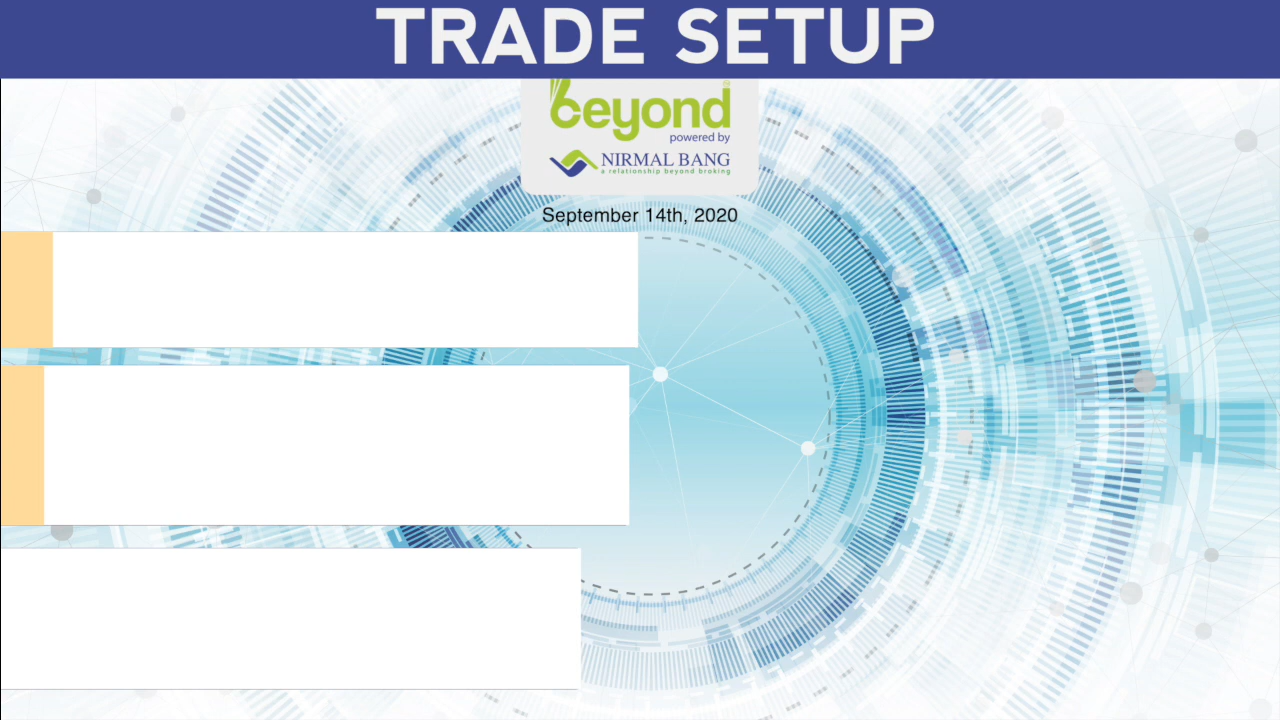 TRADE SETUP
beyond
powered by
NIRMAL BANG
a relationship beyond broking
September 14th, 2020